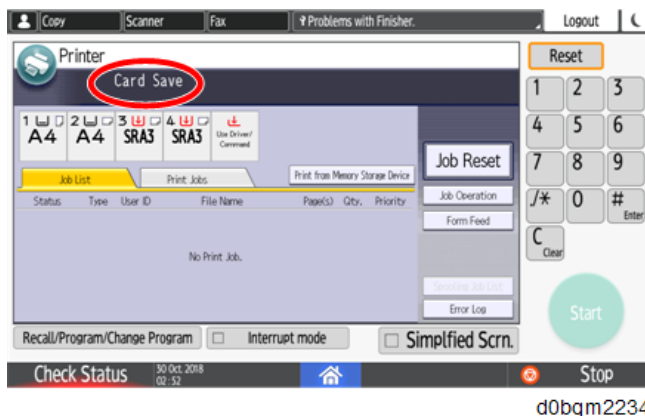 Copy Scanner Fax Problems with Finisher. Logout
Printer
Reset
Card Save
1 2 3
1 2 3 4
A4 A4 SRA3 SRA3 Use Driver/
Command
4 5 6
Job List Print Jobs Print from Memory Storage Device Job Reset
7 8 9
Status Type User ID File Name Page(s) Qty. Priority Job Operation
/* 0 #
Enter
Form Feed
C
Clear
No Print Job.
Spooling Job List
Error Log
Start
Recall/Program/Change Program Interrupt mode Simplfied Scrn.
Check Status 30 Oct. 2018
02:52
Stop
d0bqm2234